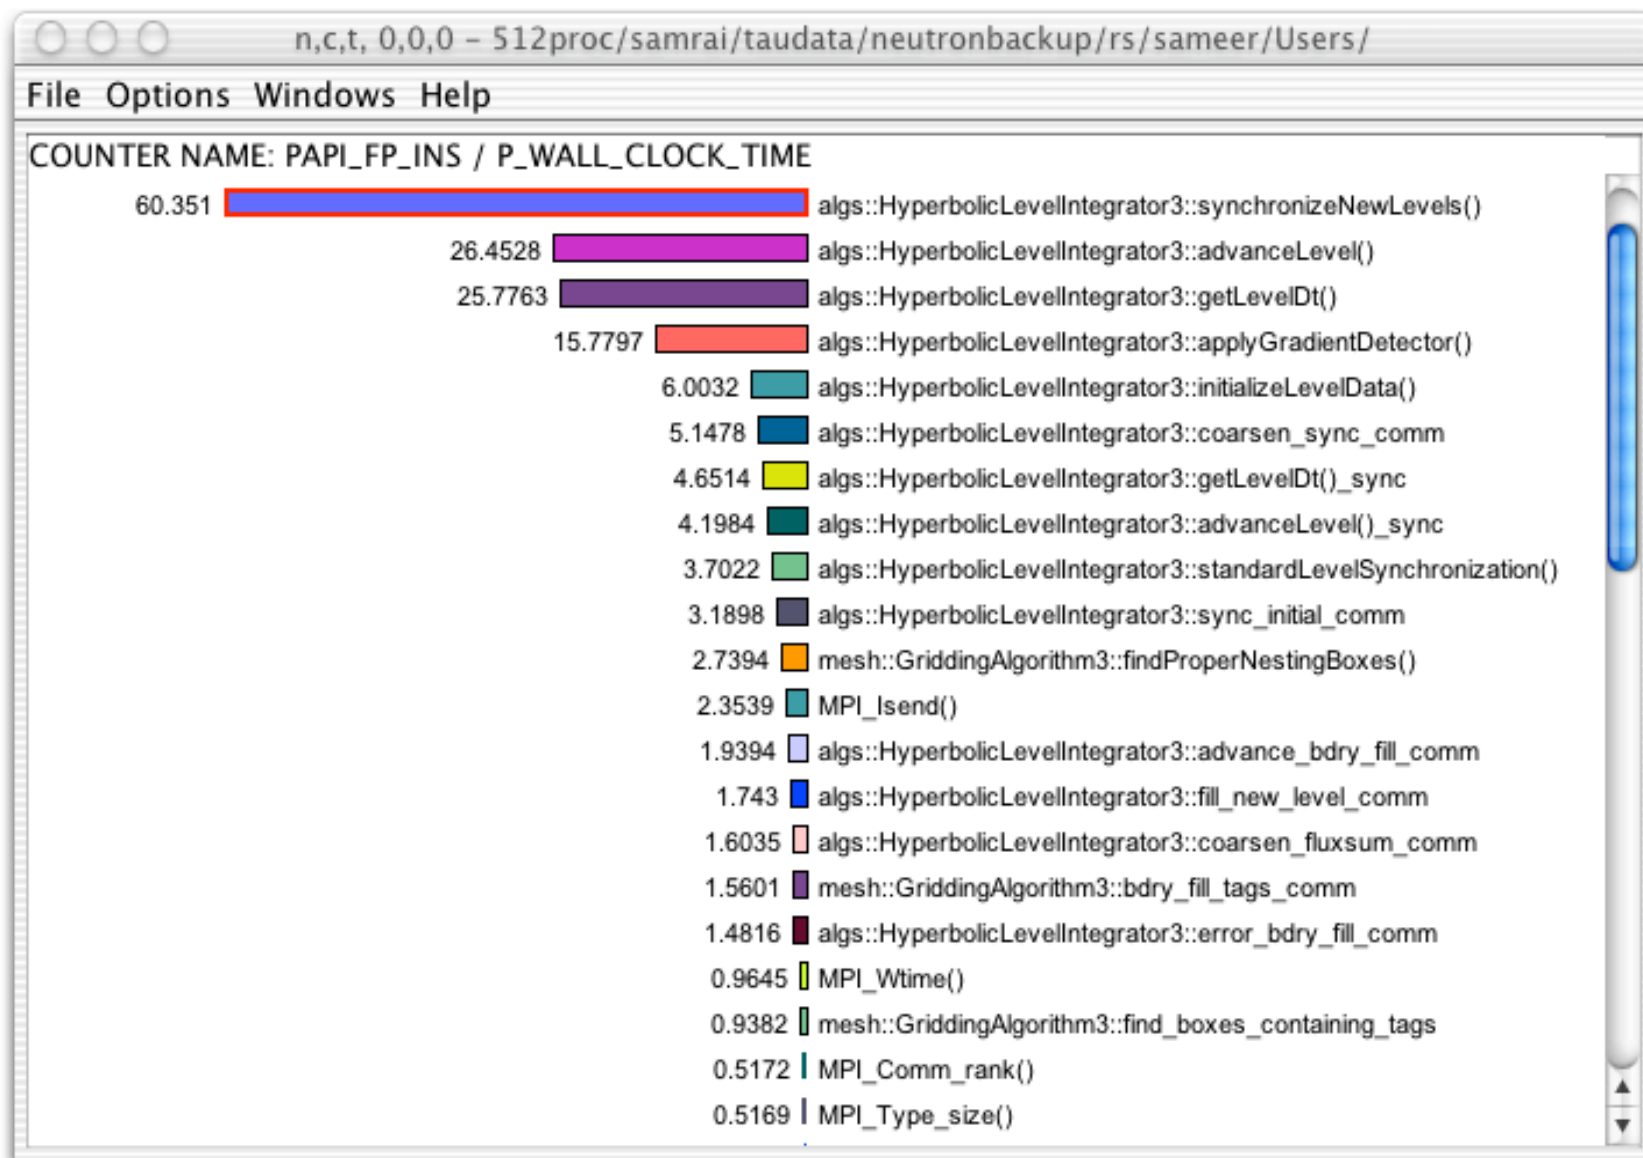 n,c,t, 0,0,0 – 512proc/samrai/taudata/neutronbackup/rs/sameer/Users/
File Options Windows Help
COUNTER NAME: PAPI_FP_INS / P_WALL_CLOCK_TIME
60.351 algs::HyperbolicLevelIntegrator3::synchronizeNewLevels()
26.4528 algs::HyperbolicLevelIntegrator3::advanceLevel()
25.7763 algs::HyperbolicLevelIntegrator3::getLevelDt()
15.7797 algs::HyperbolicLevelIntegrator3::applyGradientDetector()
6.0032 algs::HyperbolicLevelIntegrator3::initializeLevelData()
5.1478 algs::HyperbolicLevelIntegrator3::coarsen_sync_comm
4.6514 algs::HyperbolicLevelIntegrator3::getLevelDt()_sync
4.1984 algs::HyperbolicLevelIntegrator3::advanceLevel()_sync
3.7022 algs::HyperbolicLevelIntegrator3::standardLevelSynchronization()
3.1898 algs::HyperbolicLevelIntegrator3::sync_initial_comm
2.7394 mesh::GriddingAlgorithm3::findProperNestingBoxes()
2.3539 MPI_Isend()
1.9394 algs::HyperbolicLevelIntegrator3::advance_bdry_fill_comm
1.743 algs::HyperbolicLevelIntegrator3::fill_new_level_comm
1.6035 algs::HyperbolicLevelIntegrator3::coarsen_fluxsum_comm
1.5601 mesh::GriddingAlgorithm3::bdry_fill_tags_comm
1.4816 algs::HyperbolicLevelIntegrator3::error_bdry_fill_comm
0.9645 MPI_Wtime()
0.9382 mesh::GriddingAlgorithm3::find_boxes_containing_tags
0.5172 MPI_Comm_rank()
0.5169 MPI_Type_size()